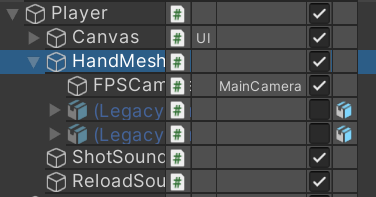 Player #
Canvas # UI
HandMesh #
FPSCam # MainCamera
(Legacy #
(Legacy #
ShotSound #
ReloadSou #